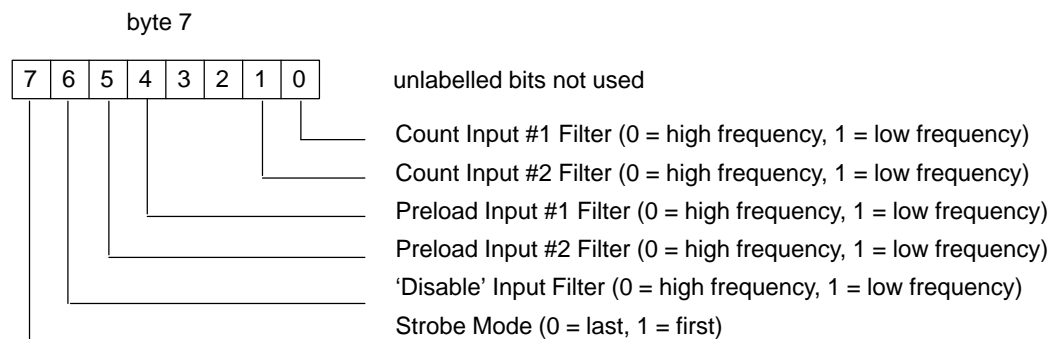 byte 7
7 6 5 4 3 2 1 0 unlabelled bits not used
Count Input #1 Filter (0 = high frequency, 1 = low frequency)
Count Input #2 Filter (0 = high frequency, 1 = low frequency)
Preload Input #1 Filter (0 = high frequency, 1 = low frequency)
Preload Input #2 Filter (0 = high frequency, 1 = low frequency)
‘Disable’ Input Filter (0 = high frequency, 1 = low frequency)
Strobe Mode (0 = last, 1 = first)